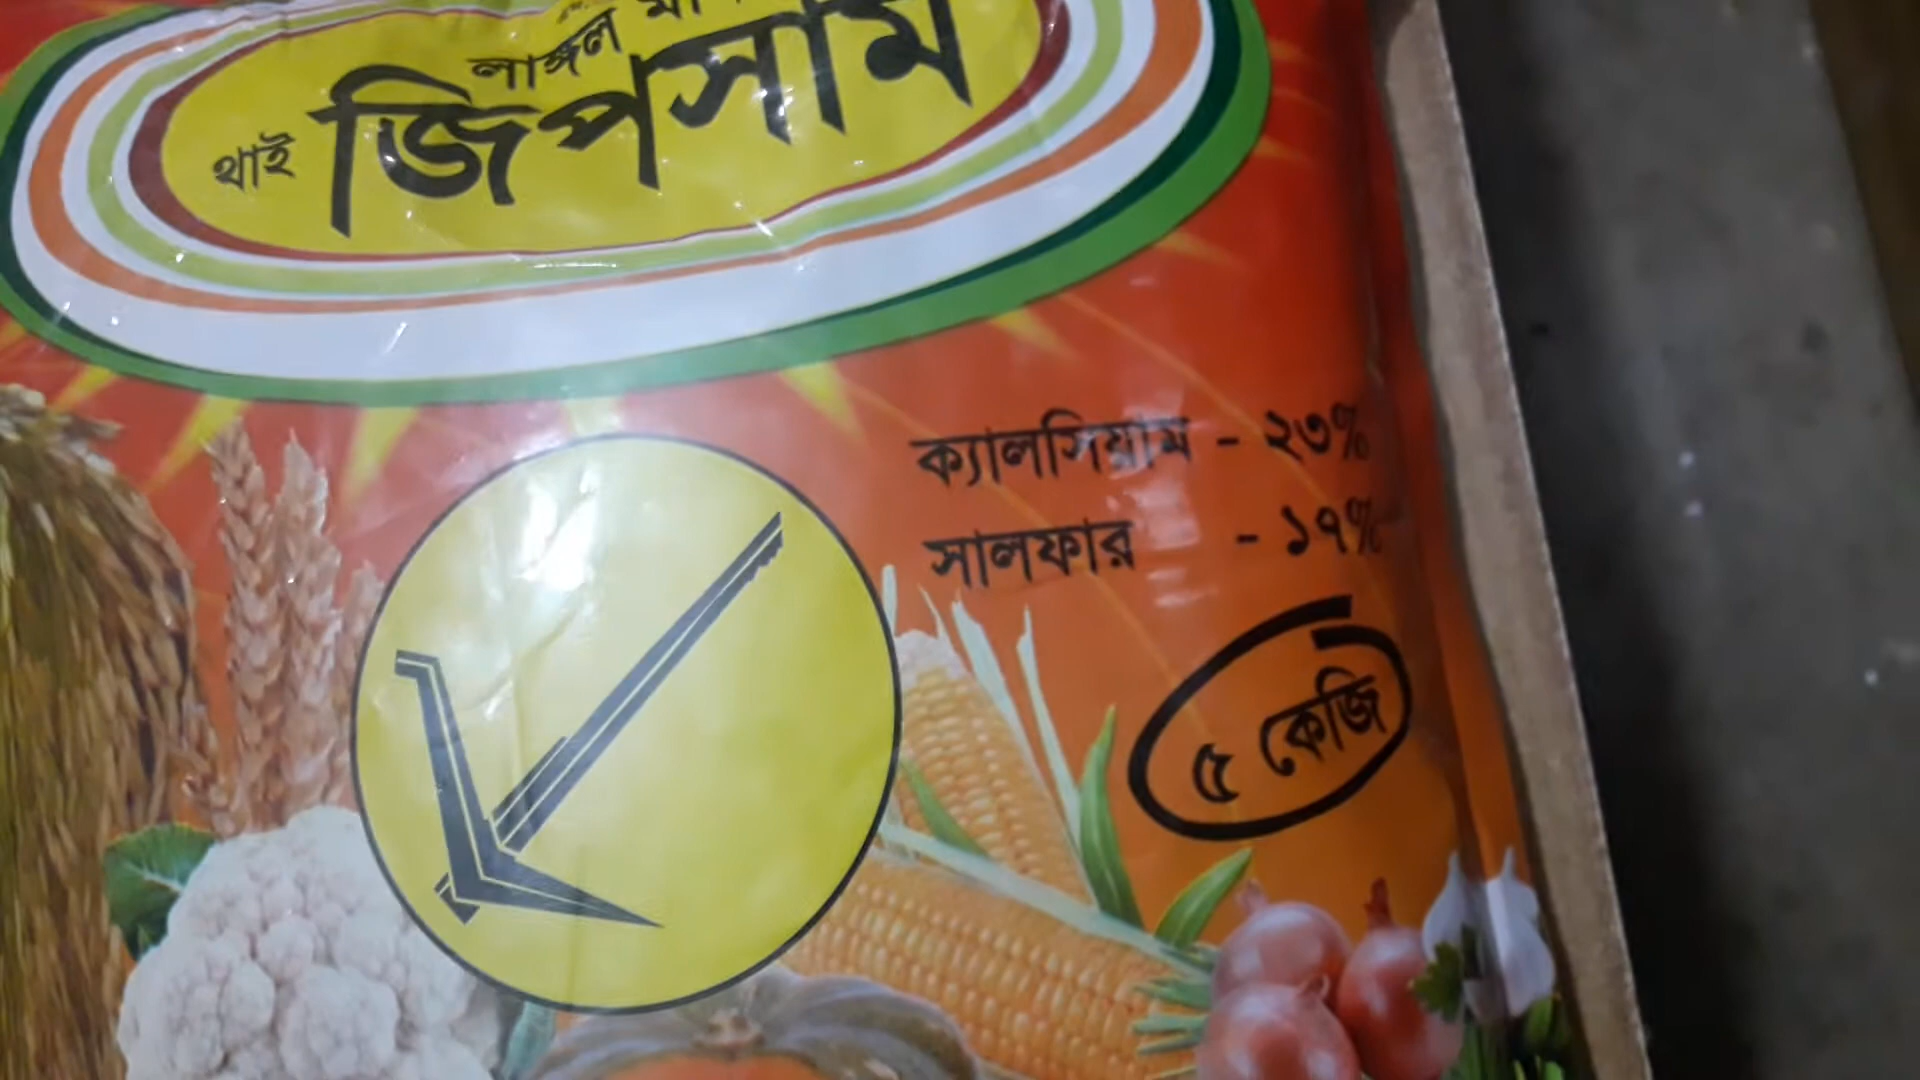 লাঙ্গল
থাই জিপসাম
ক্যালসিয়াম - ২৩%
সালফার - ১৭%
৫ কেজি